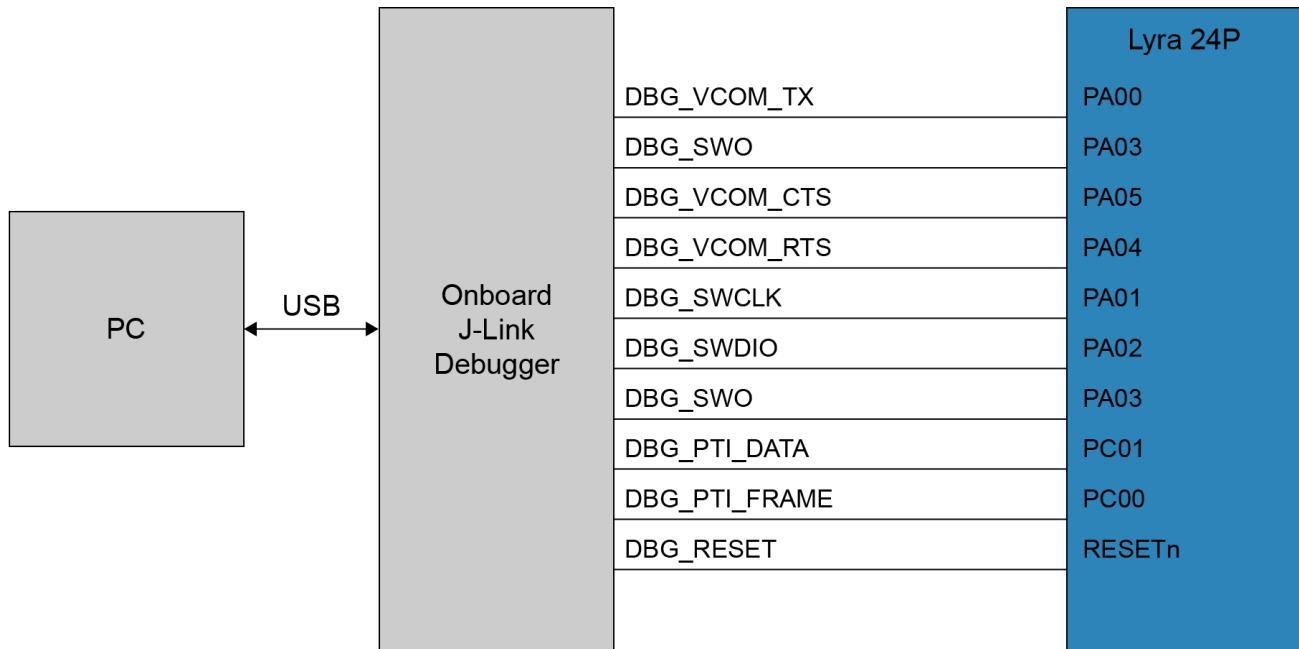 Lyra 24P
DBG_VCOM_TX PA00
DBG_SWO PA03
DBG_VCOM_CTS PA05
DBG_VCOM_RTS PA04
DBG_SWCLK PA01
DBG_SWDIO PA02
DBG_SWO PA03
DBG_PTI_DATA PC01
DBG_PTI_FRAME PC00
DBG_RESET RESETn
PC
USB
Onboard
J-Link
Debugger